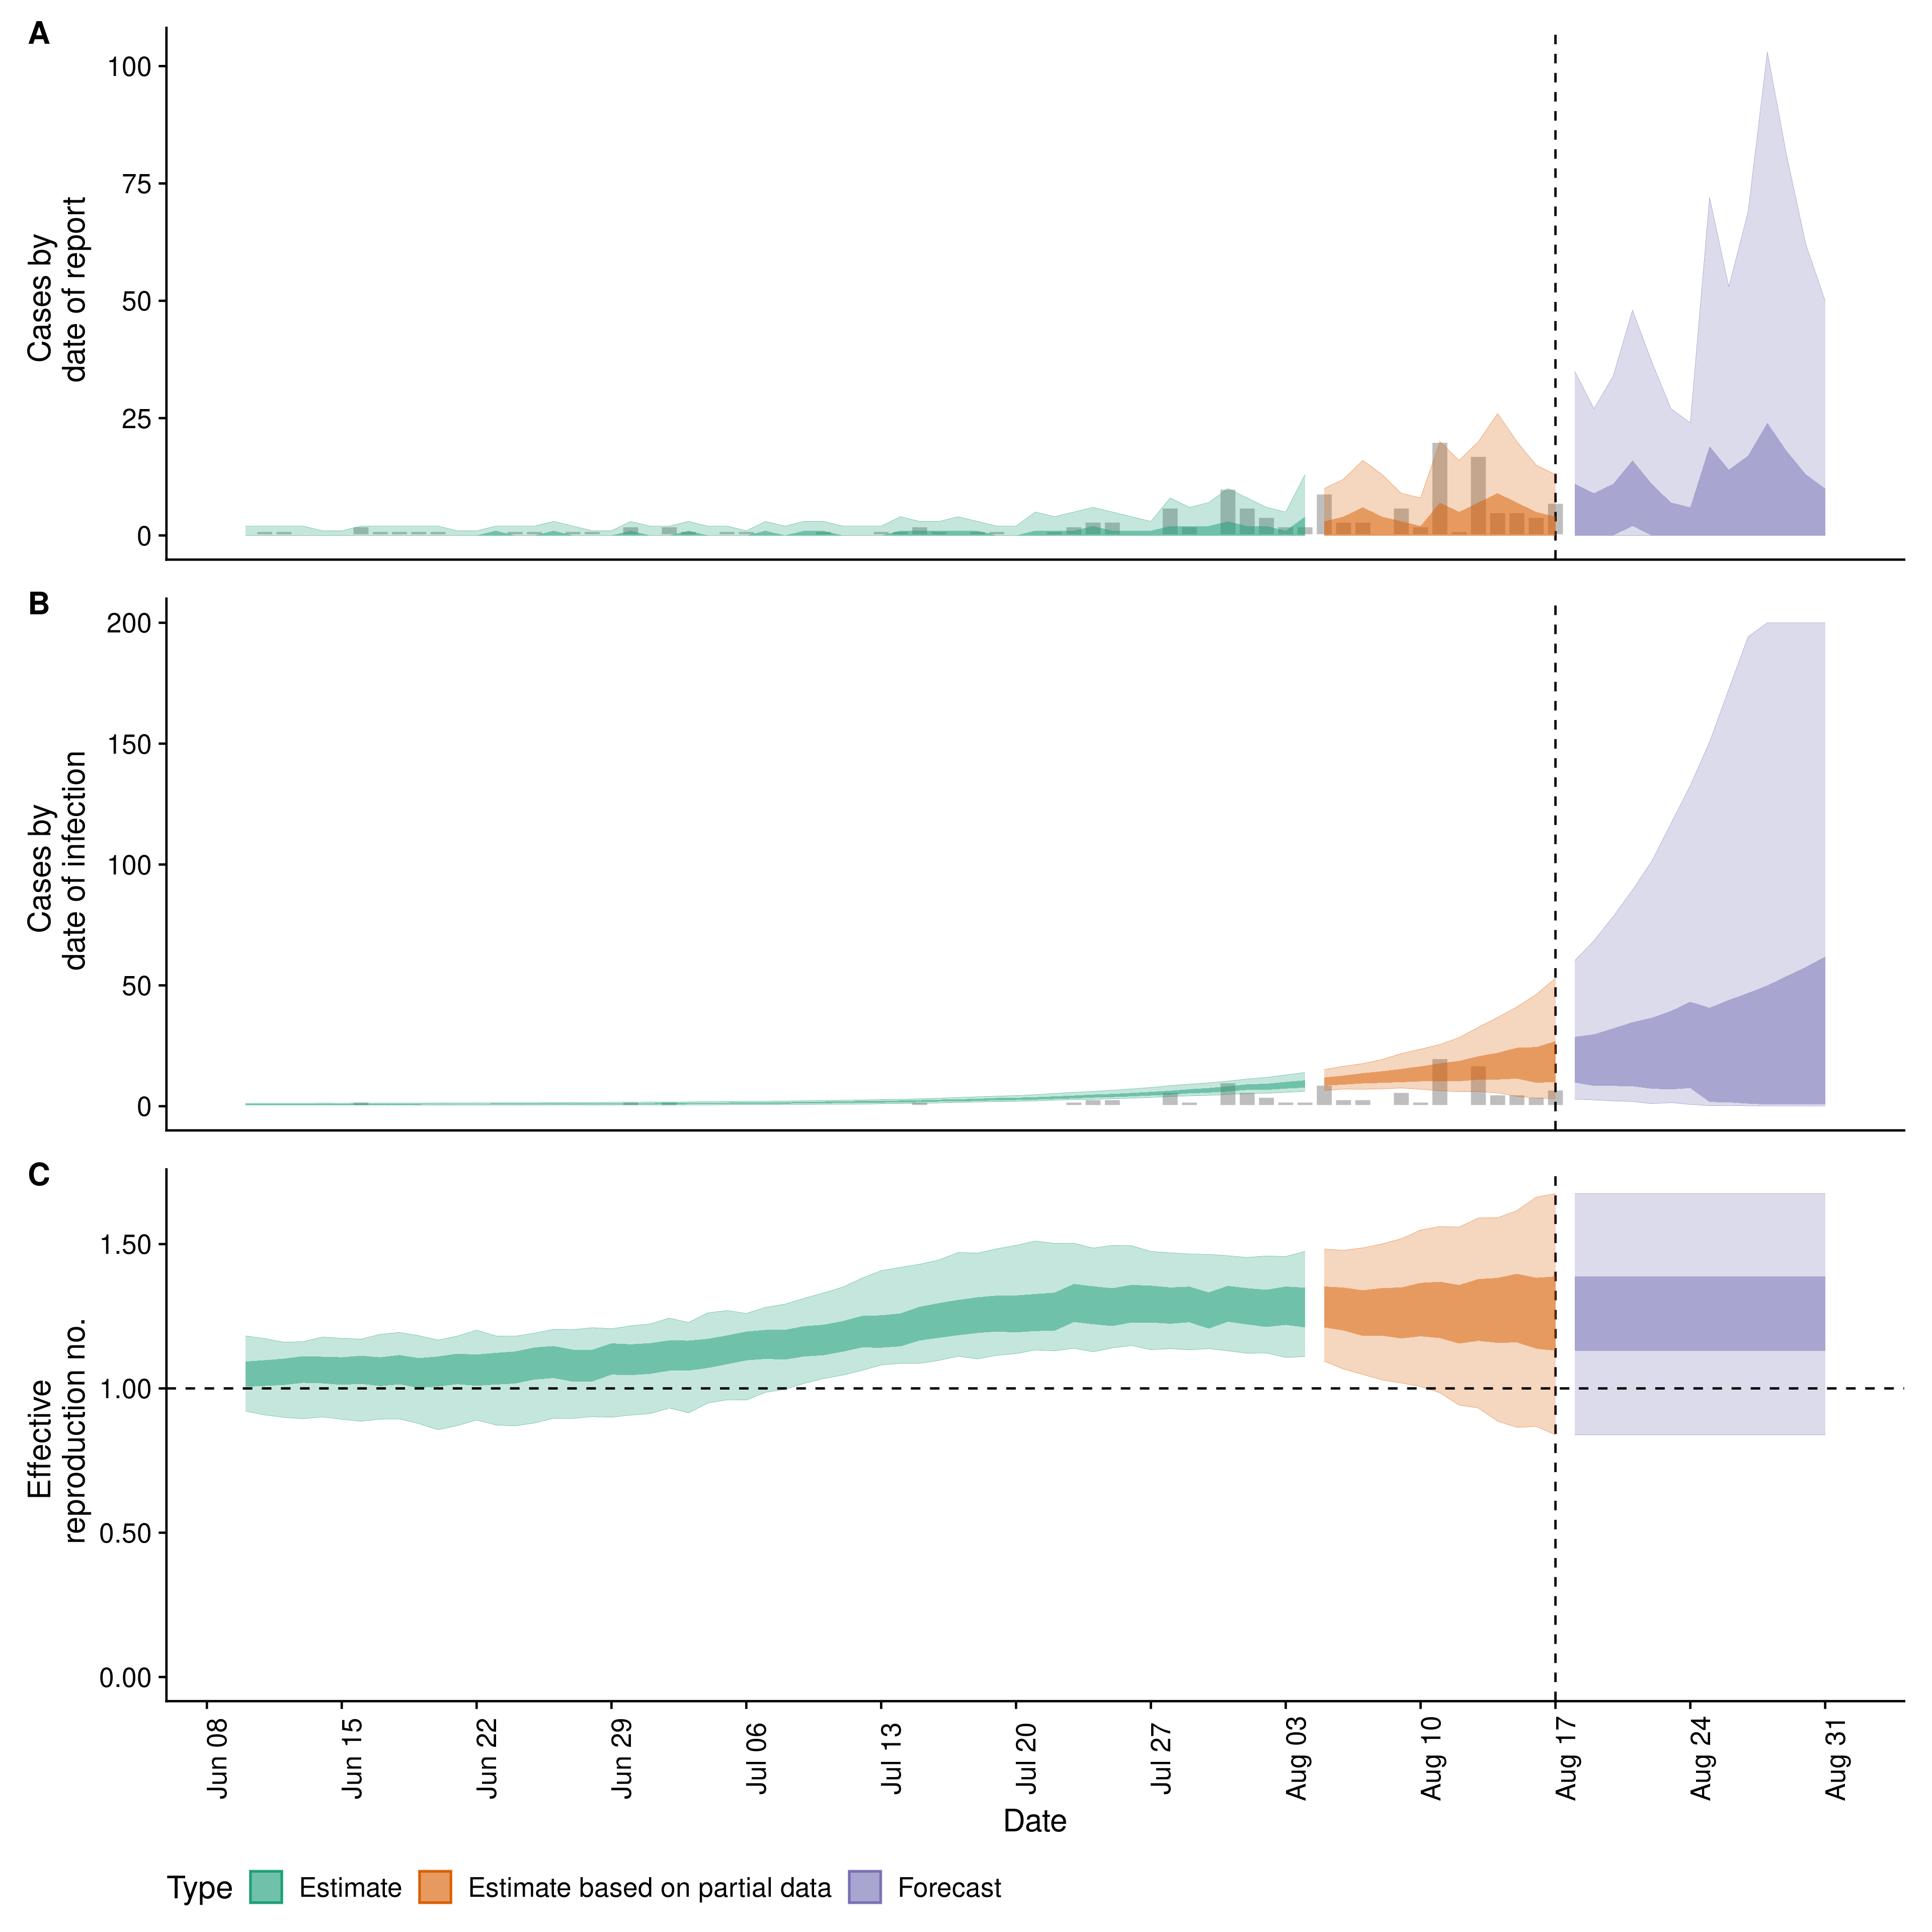 A
100
75
50
25
0
Cases by
date of report
B
200
150
100
50
0
Cases by
date of infection
C
1.50
1.00
0.50
0.00
Effective
reproduction no.
Jun 08
Jun 15
Jun 22
Jun 29
Jul 06
Jul 13
Jul 20
Jul 27
Aug 03
Aug 10
Aug 17
Aug 24
Aug 31
Date
Type Estimate Estimate based on partial data Forecast